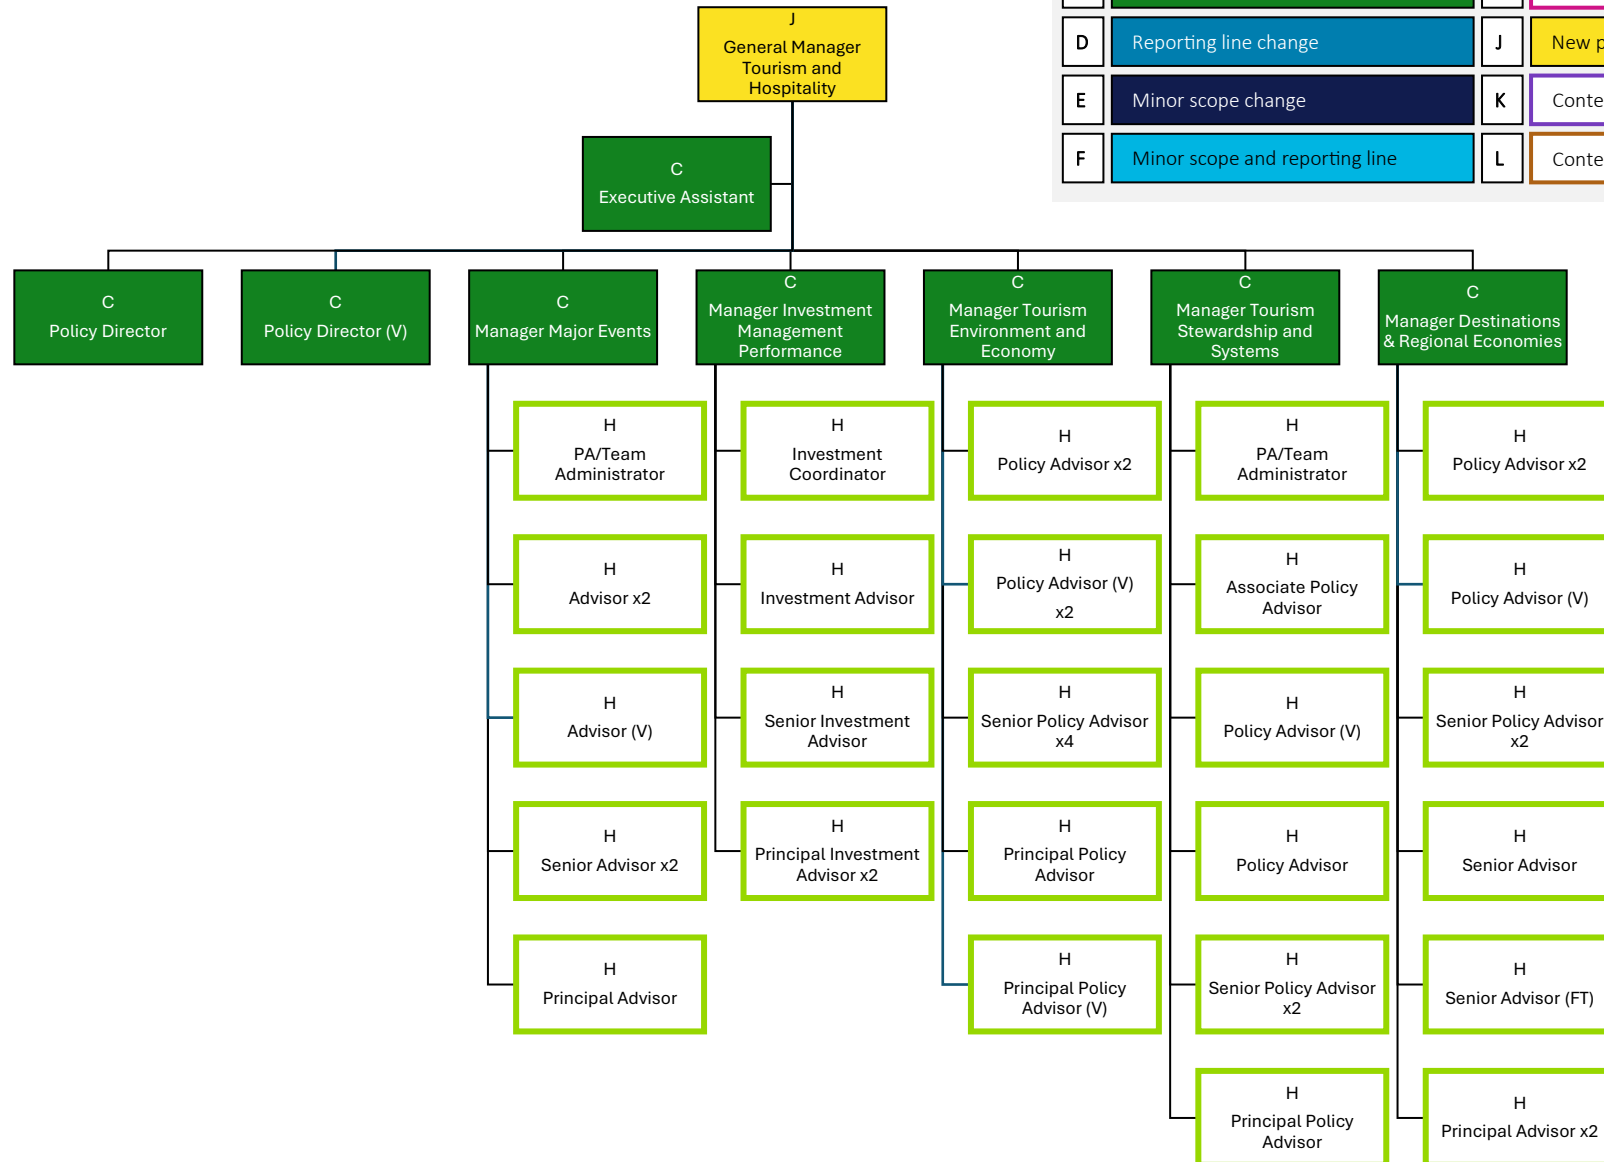 D
Reporting line change
J
New p
E
Minor scope change
K
Conte
F
Minor scope and reporting line
L
Conte
J
General Manager
Tourism and
Hospitality
C
Executive Assistant
C
Policy Director
C
Policy Director (V)
C
Manager Major Events
C
Manager Investment
Management
Performance
C
Manager Tourism
Environment and
Economy
C
Manager Tourism
Stewardship and
Systems
C
Manager Destinations
& Regional Economies
H
PA/Team
Administrator
H
Advisor x2
H
Advisor (V)
H
Senior Advisor x2
H
Principal Advisor
H
Investment
Coordinator
H
Investment Advisor
H
Senior Investment
Advisor
H
Principal Investment
Advisor x2
H
Policy Advisor x2
H
Policy Advisor (V)
x2
H
Senior Policy Advisor
x4
H
Principal Policy
Advisor
H
Principal Policy
Advisor (V)
H
PA/Team
Administrator
H
Associate Policy
Advisor
H
Policy Advisor (V)
H
Policy Advisor
H
Senior Policy Advisor
x2
H
Principal Policy
Advisor
H
Policy Advisor x2
H
Policy Advisor (V)
H
Senior Policy Advisor
x2
H
Senior Advisor
H
Senior Advisor (FT)
H
Principal Advisor x2